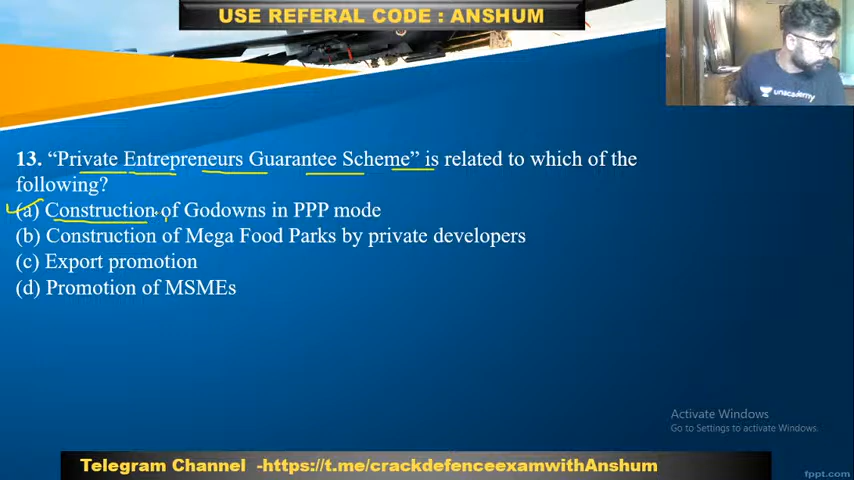 USE REFERAL CODE : ANSHUM
unacademy
13. “Private Entrepreneurs Guarantee Scheme” is related to which of the
following?
(a) Construction of Godowns in PPP mode
(b) Construction of Mega Food Parks by private developers
(c) Export promotion
(d) Promotion of MSMEs
Activate Windows
Go to Settings to activate Windows.
Telegram Channel -https://t.me/crackdefenceexamwithAnshum
fppt.com